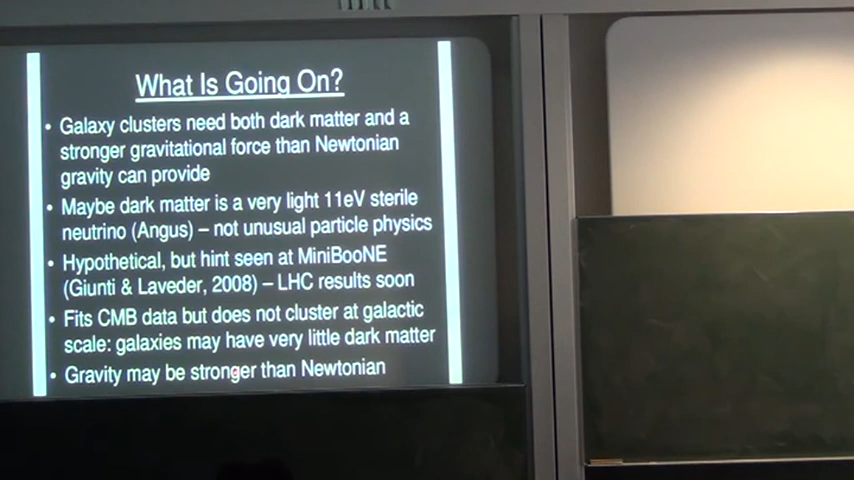 What Is Going On?
• Galaxy clusters need both dark matter and a
stronger gravitational force than Newtonian
gravity can provide
• Maybe dark matter is a very light 11eV sterile
neutrino (Angus) – not unusual particle physics
• Hypothetical, but hint seen at MiniBooNE
(Giunti & Laveder, 2008) – LHC results soon
• Fits CMB data but does not cluster at galactic
scale: galaxies may have very little dark matter
• Gravity may be stronger than Newtonian